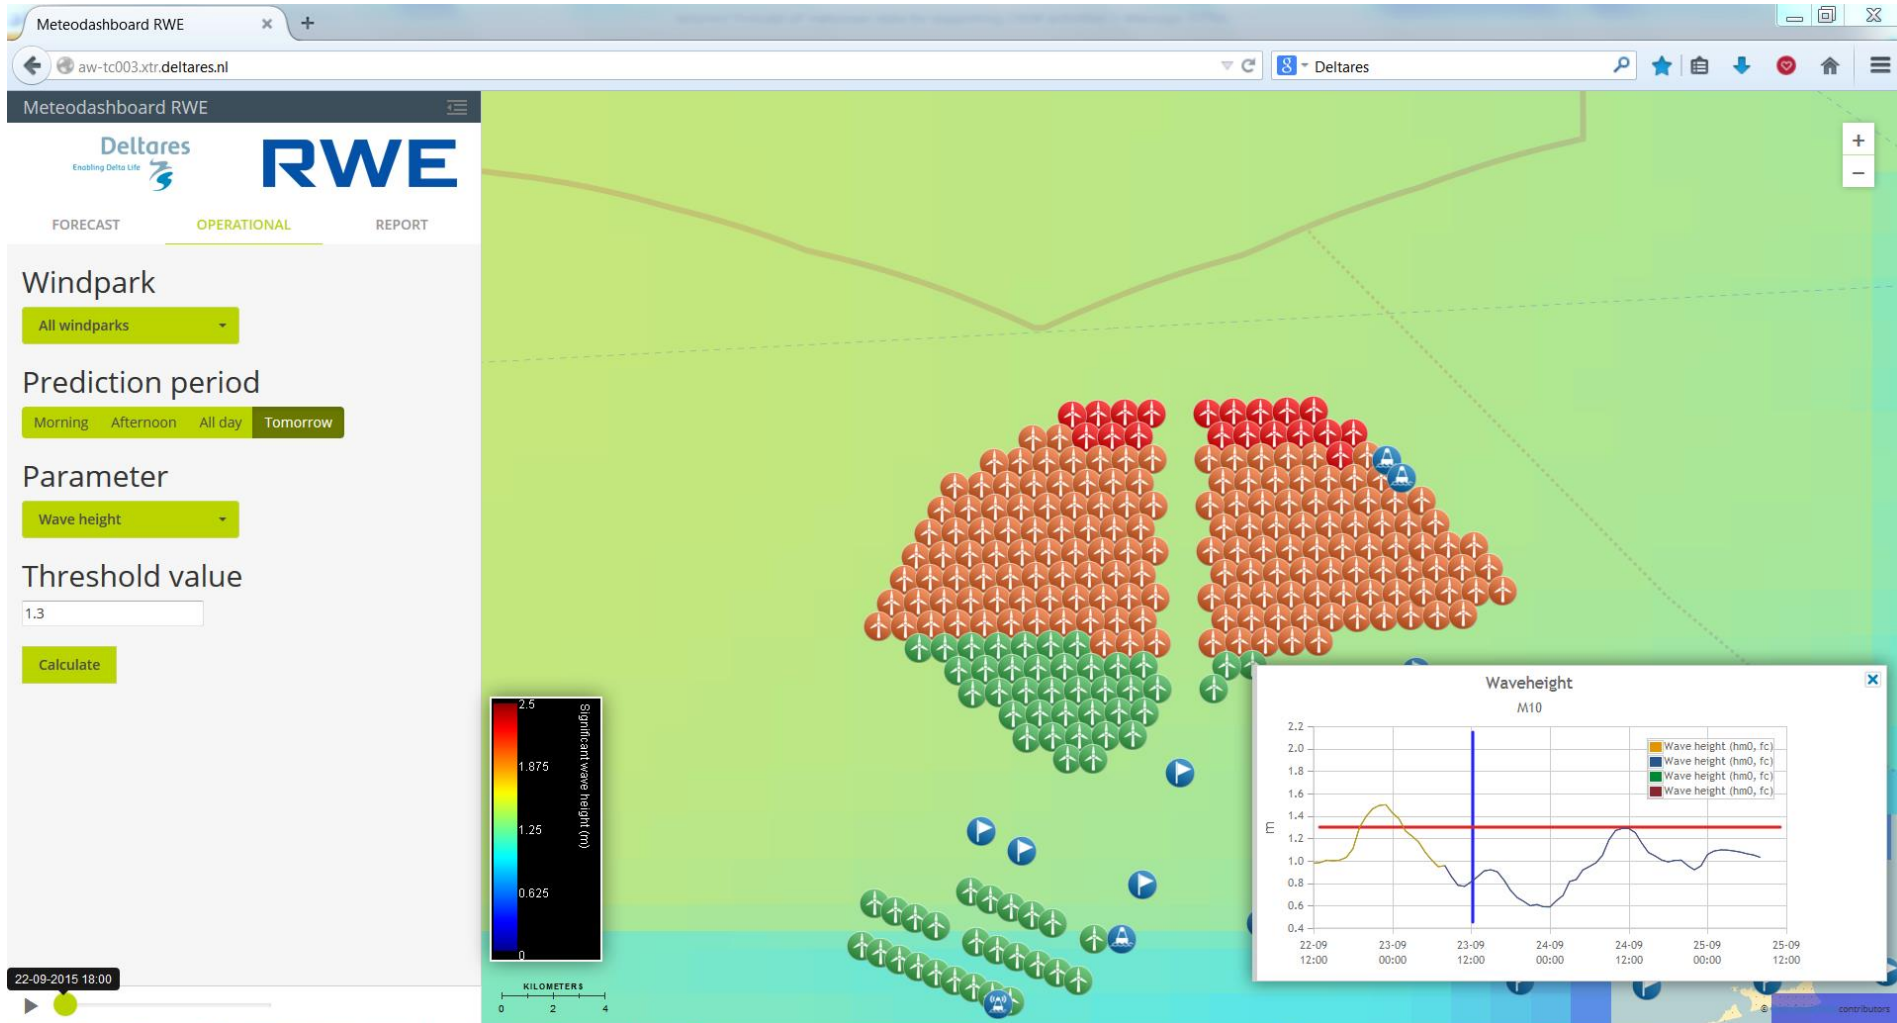 Meteodashboard RWE
aw-tc003.xtr.deltares.nl
Deltares
Meteodashboard RWE
Deltares
Enabling Delta Life
RWE
FORECAST OPERATIONAL REPORT
Windpark
All windparks
Prediction period
Morning Afternoon All day Tomorrow
Parameter
Wave height
Threshold value
1.3
Calculate
22-09-2015 18:00
+
−
2.5
1.875
1.25
0.625
0
Significant wave height (m)
KILOMETERS
0 2 4
Waveheight
M10
2.2
2.0
1.8
1.6
1.4
1.2
1.0
0.8
0.6
0.4
m
Wave height (hm0, fc)
Wave height (hm0, fc)
Wave height (hm0, fc)
Wave height (hm0, fc)
22-09 23-09 23-09 24-09 24-09 25-09 25-09
12:00 00:00 12:00 00:00 12:00 00:00 12:00
©
contributors